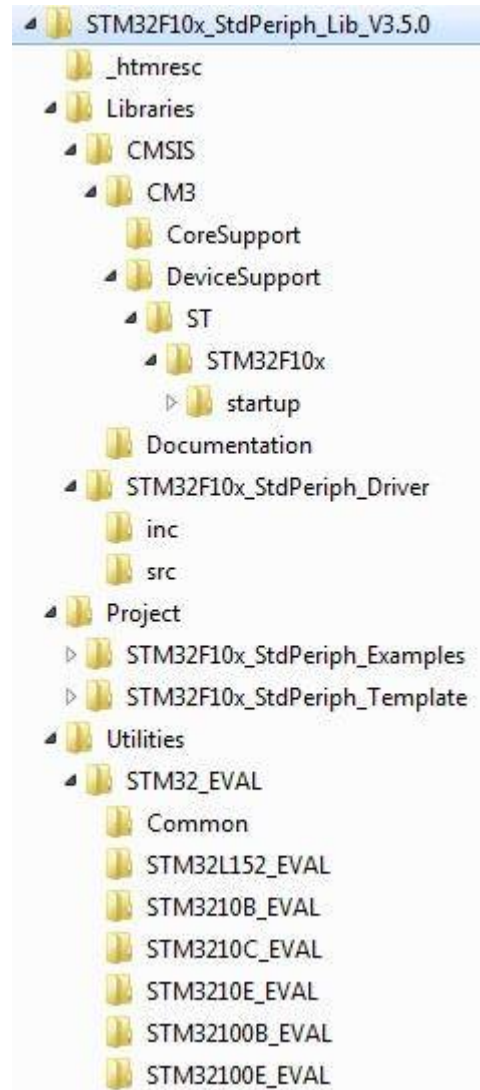 STM32F10x_StdPeriph_Lib_V3.5.0
_htmresc
Libraries
CMSIS
CM3
CoreSupport
DeviceSupport
ST
STM32F10x
startup
Documentation
STM32F10x_StdPeriph_Driver
inc
src
Project
STM32F10x_StdPeriph_Examples
STM32F10x_StdPeriph_Template
Utilities
STM32_EVAL
Common
STM32L152_EVAL
STM3210B_EVAL
STM3210C_EVAL
STM3210E_EVAL
STM32100B_EVAL
STM32100E_EVAL